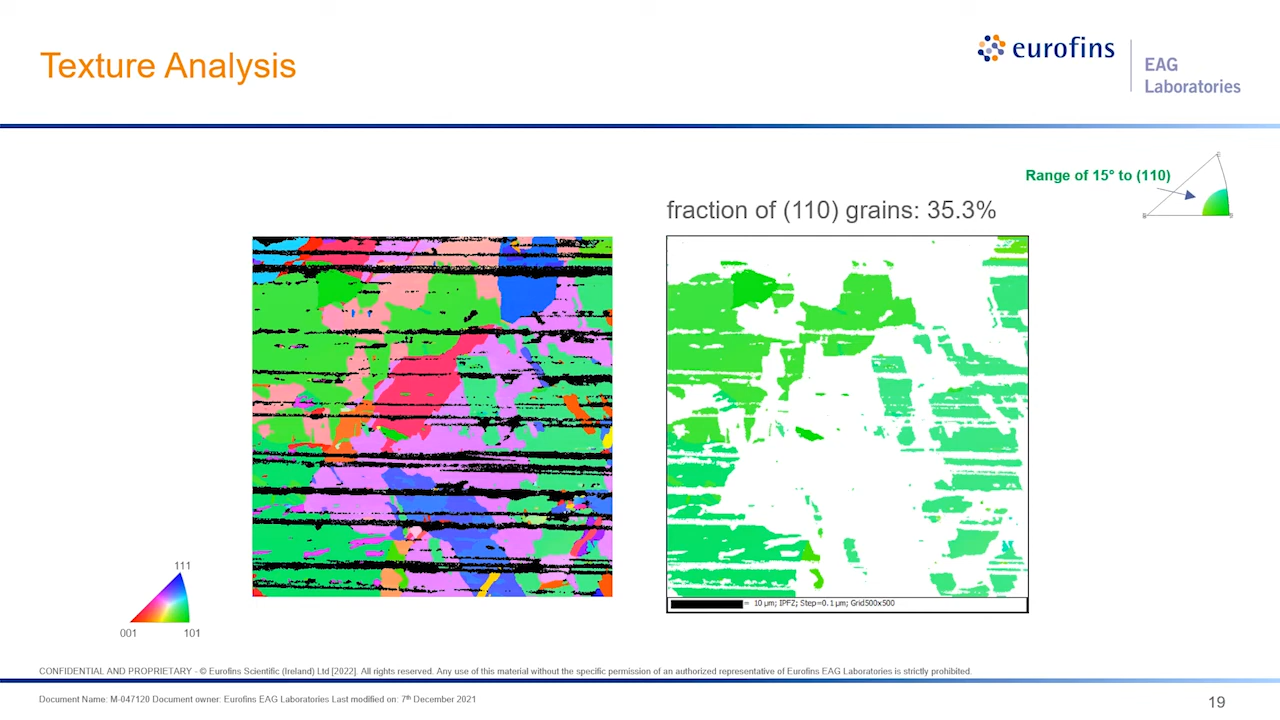 Texture Analysis
eurofins
EAG
Laboratories
Range of 15° to (110)
fraction of (110) grains: 35.3%
111
001
101
= 10 µm; IPFZ; Step=0.1 µm; Grid500x500
CONFIDENTIAL AND PROPRIETARY - © Eurofins Scientific (Ireland) Ltd [2022]. All rights reserved. Any use of this material without the specific permission of an authorized representative of Eurofins EAG Laboratories is strictly prohibited.
Document Name: M-047120 Document owner: Eurofins EAG Laboratories Last modified on: 7th December 2021
19